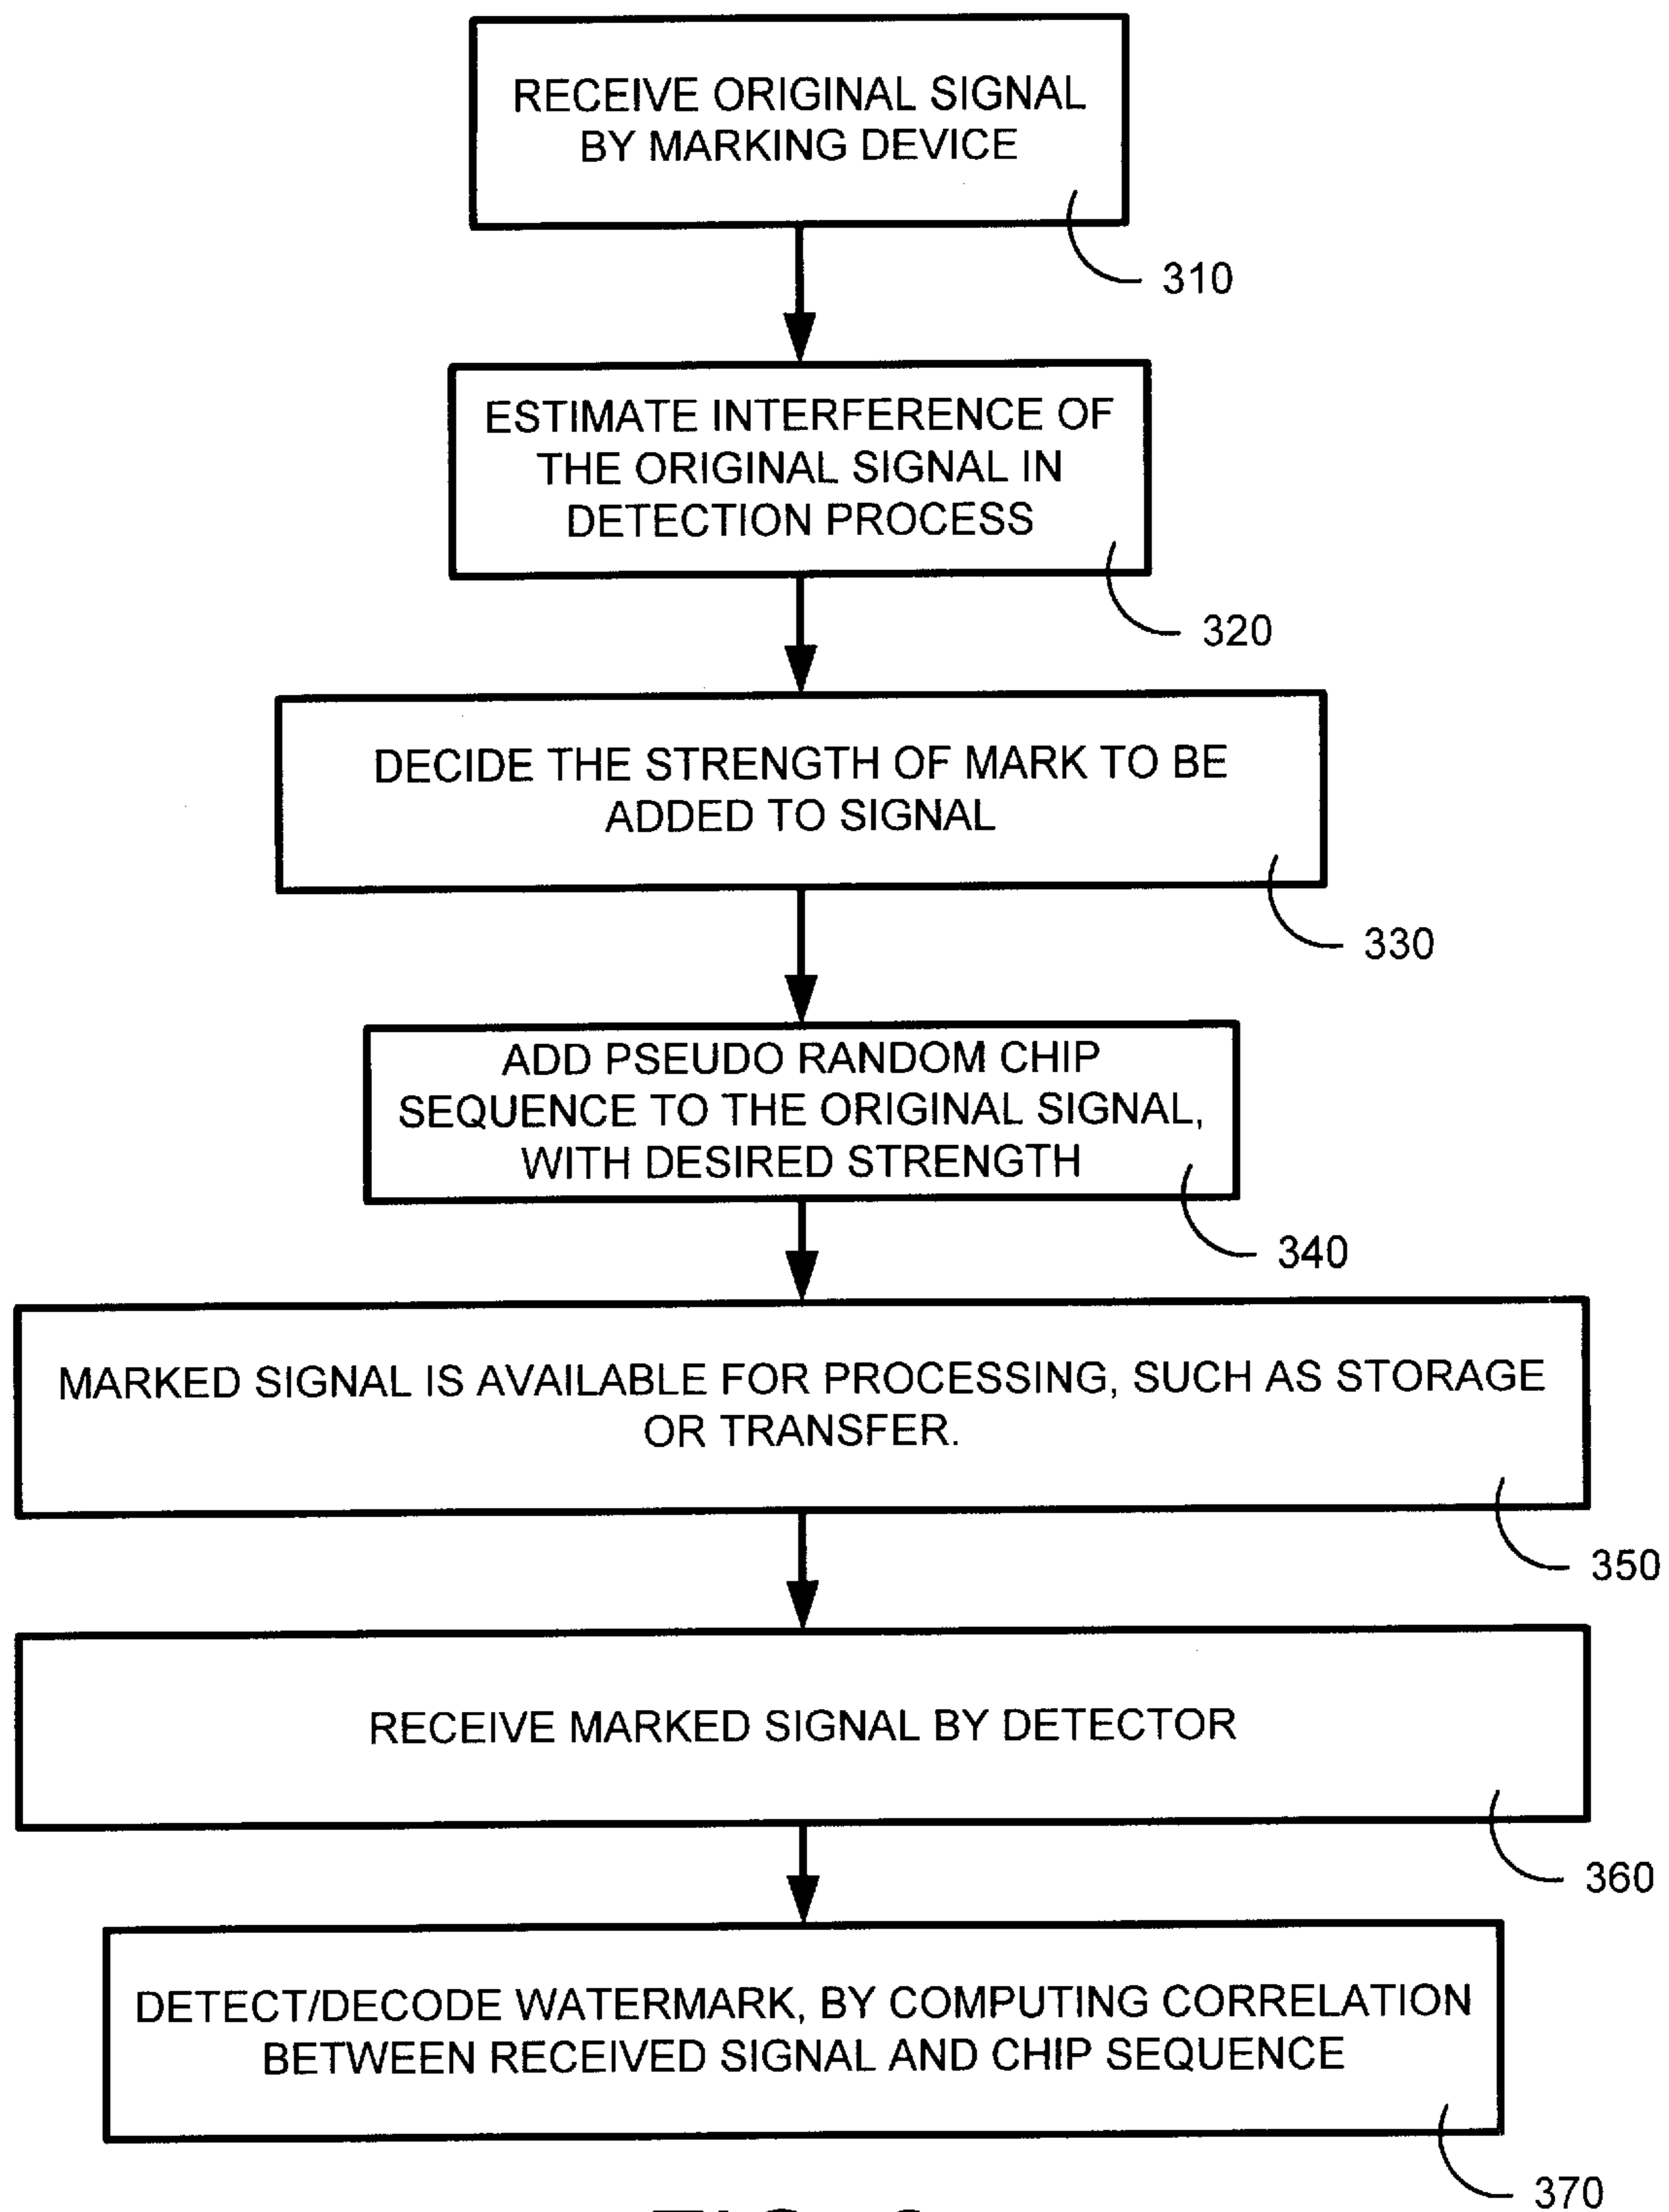 RECEIVE ORIGINAL SIGNAL
BY MARKING DEVICE
310
ESTIMATE INTERFERENCE OF
THE ORIGINAL SIGNAL IN
DETECTION PROCESS
320
DECIDE THE STRENGTH OF MARK TO BE
ADDED TO SIGNAL
330
ADD PSEUDO RANDOM CHIP
SEQUENCE TO THE ORIGINAL SIGNAL,
WITH DESIRED STRENGTH
340
MARKED SIGNAL IS AVAILABLE FOR PROCESSING, SUCH AS STORAGE
OR TRANSFER.
350
RECEIVE MARKED SIGNAL BY DETECTOR
360
DETECT/DECODE WATERMARK, BY COMPUTING CORRELATION
BETWEEN RECEIVED SIGNAL AND CHIP SEQUENCE
370